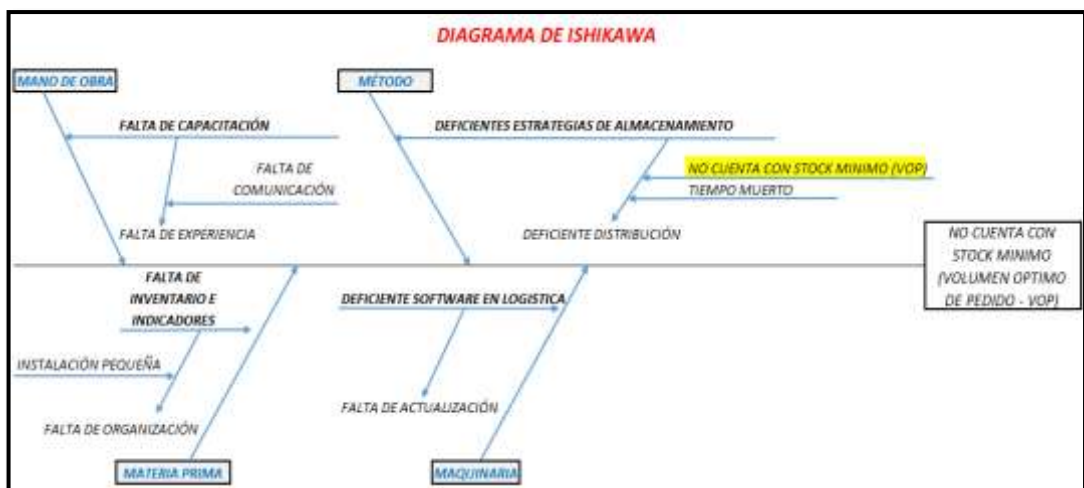 DIAGRAMA DE ISHIKAWA
MANO DE OBRA
MÉTODO
FALTA DE CAPACITACIÓN
DEFICIENTES ESTRATEGIAS DE ALMACENAMIENTO
FALTA DE
COMUNICACIÓN
NO CUENTA CON STOCK MINIMO (VOP)
TIEMPO MUERTO
FALTA DE EXPERIENCIA
DEFICIENTE DISTRIBUCIÓN
NO CUENTA CON
STOCK MINIMO
(VOLUMEN OPTIMO
DE PEDIDO - VOP)
FALTA DE
INVENTARIO E
INDICADORES
DEFICIENTE SOFTWARE EN LOGISTICA
INSTALACIÓN PEQUEÑA
FALTA DE ACTUALIZACIÓN
FALTA DE ORGANIZACIÓN
MATERIA PRIMA
MAQUINARIA